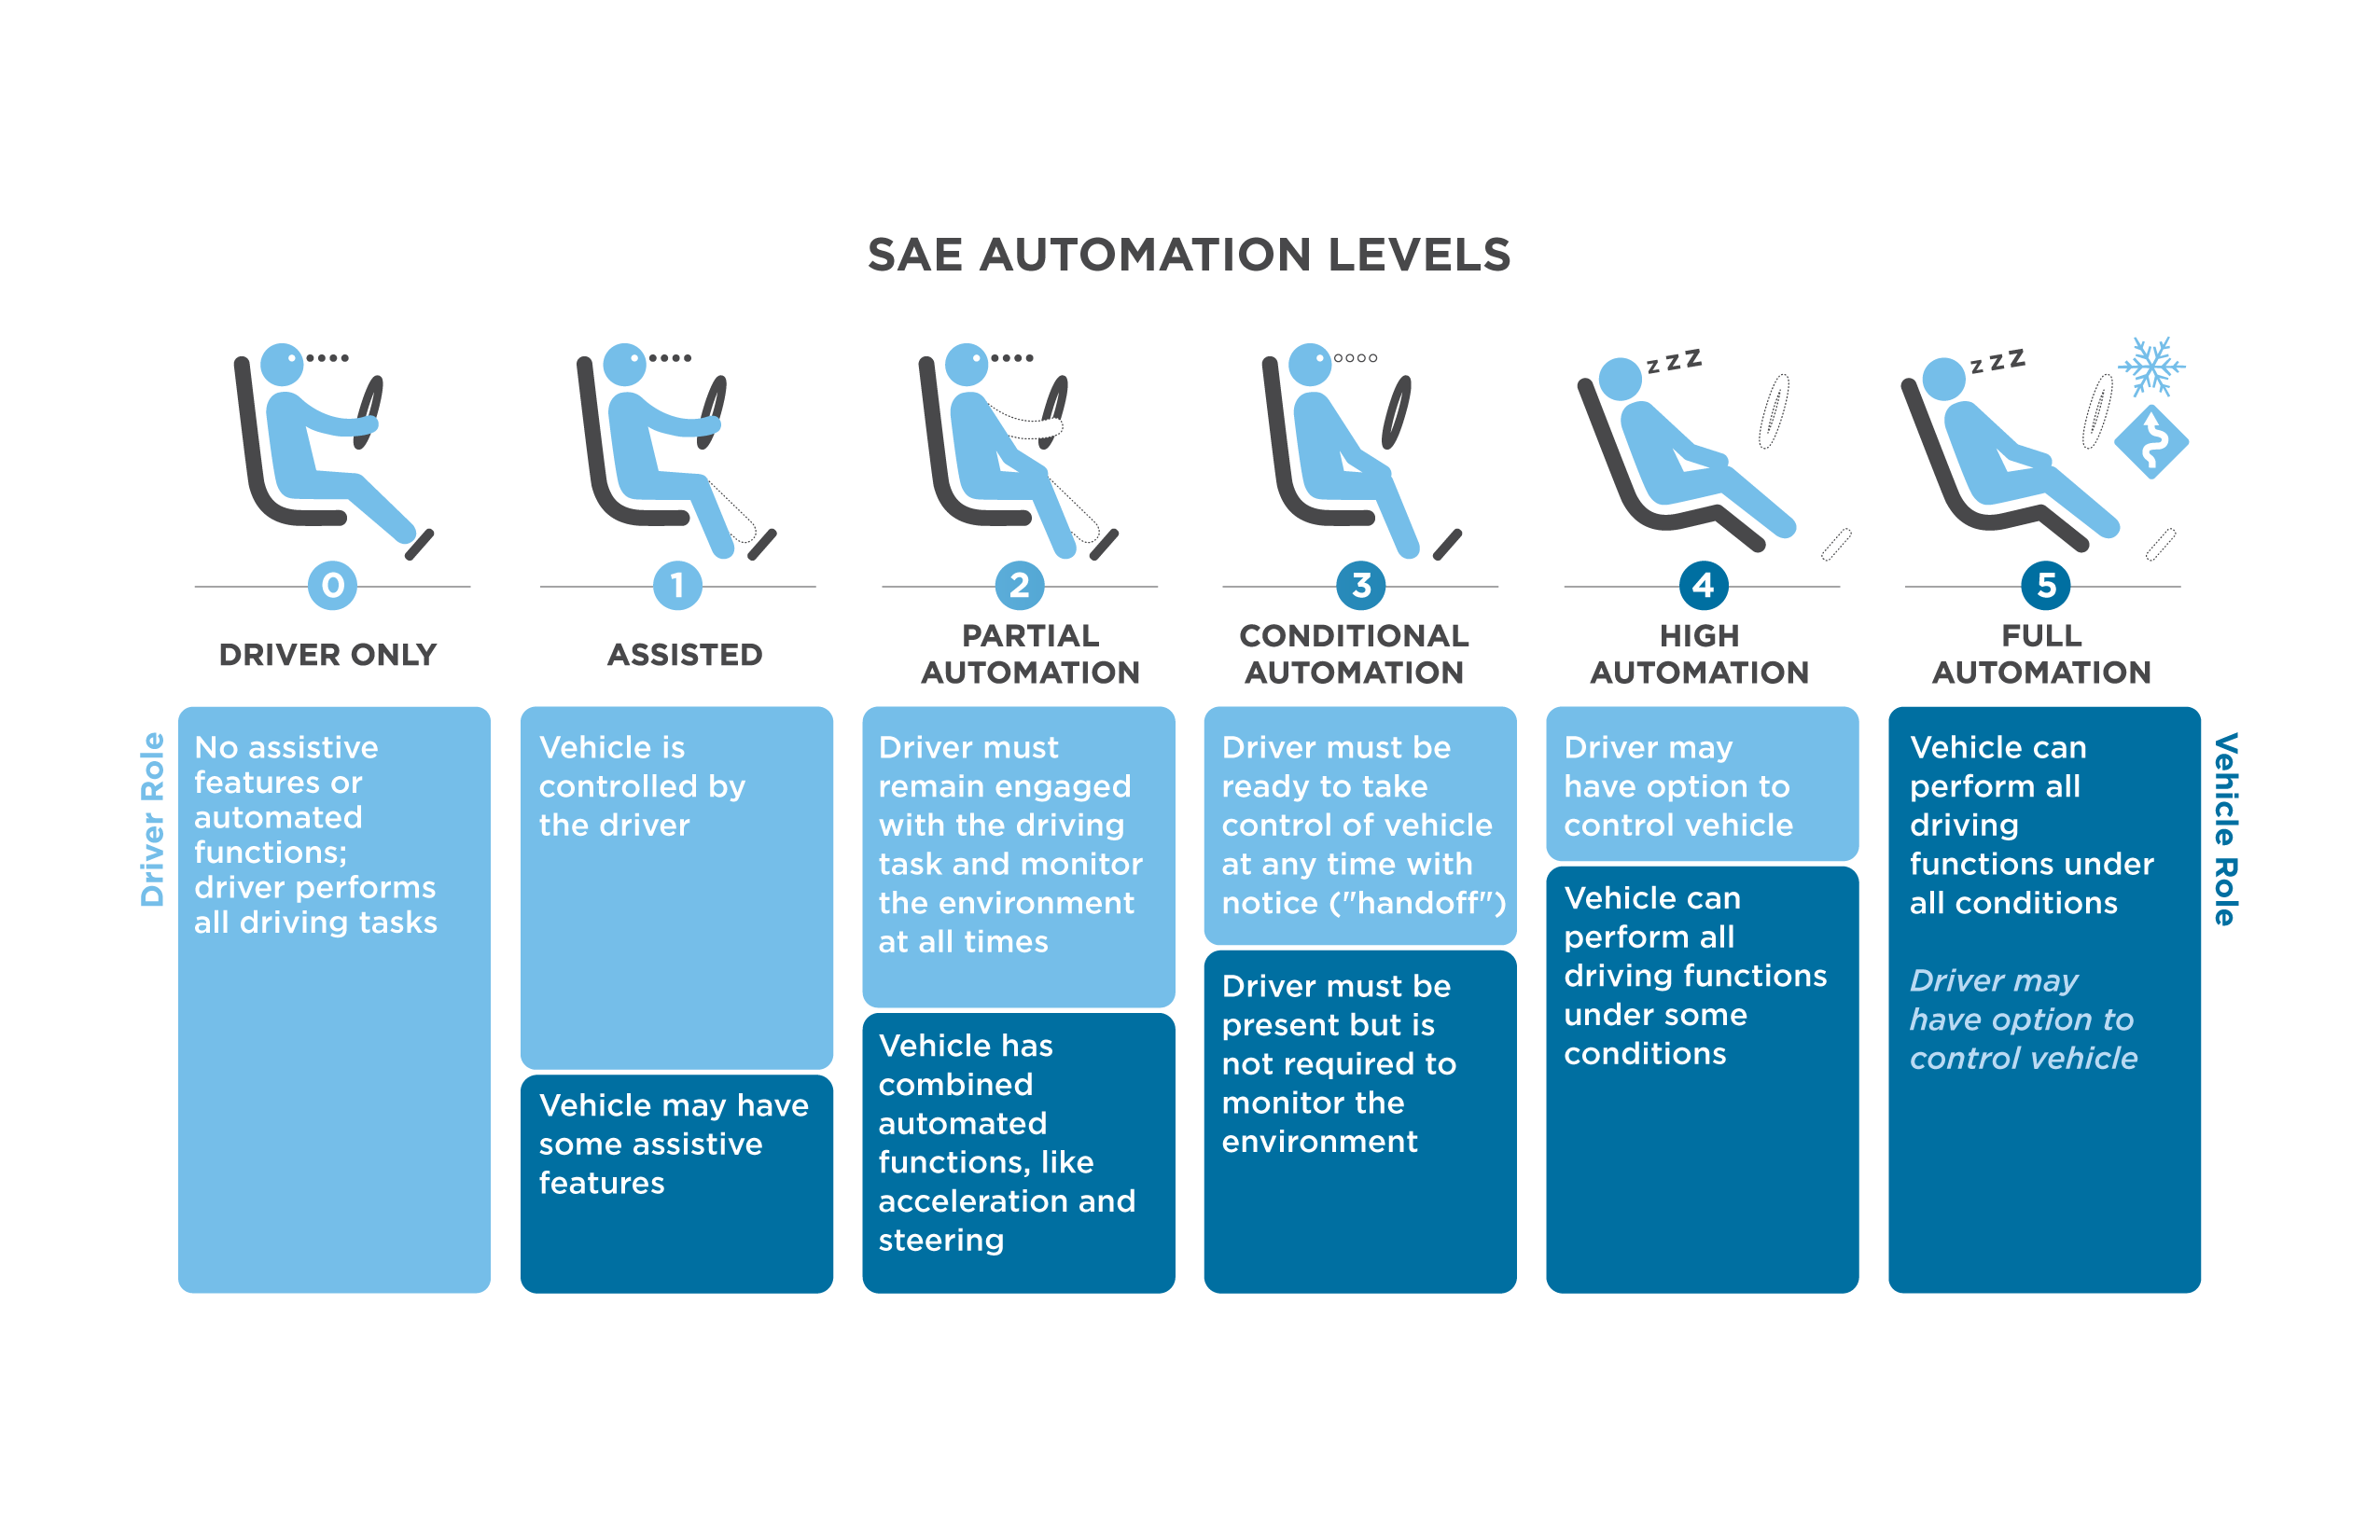 SAE AUTOMATION LEVELS
z z z
z z z
0
1
2
3
4
5
DRIVER ONLY
ASSISTED
PARTIAL
AUTOMATION
CONDITIONAL
AUTOMATION
HIGH
AUTOMATION
FULL
AUTOMATION
Driver Role
No assistive
features or
automated
functions;
driver performs
all driving tasks
Vehicle is
controlled by
the driver
Vehicle may have
some assistive
features
Driver must
remain engaged
with the driving
task and monitor
the environment
at all times
Vehicle has
combined
automated
functions, like
acceleration and
steering
Driver must be
ready to take
control of vehicle
at any time with
notice ("handoff")
Driver must be
present but is
not required to
monitor the
environment
Driver may
have option to
control vehicle
Vehicle can
perform all
driving functions
under some
conditions
Vehicle can
perform all
driving
functions under
all conditions
Driver may
have option to
control vehicle
Vehicle Role